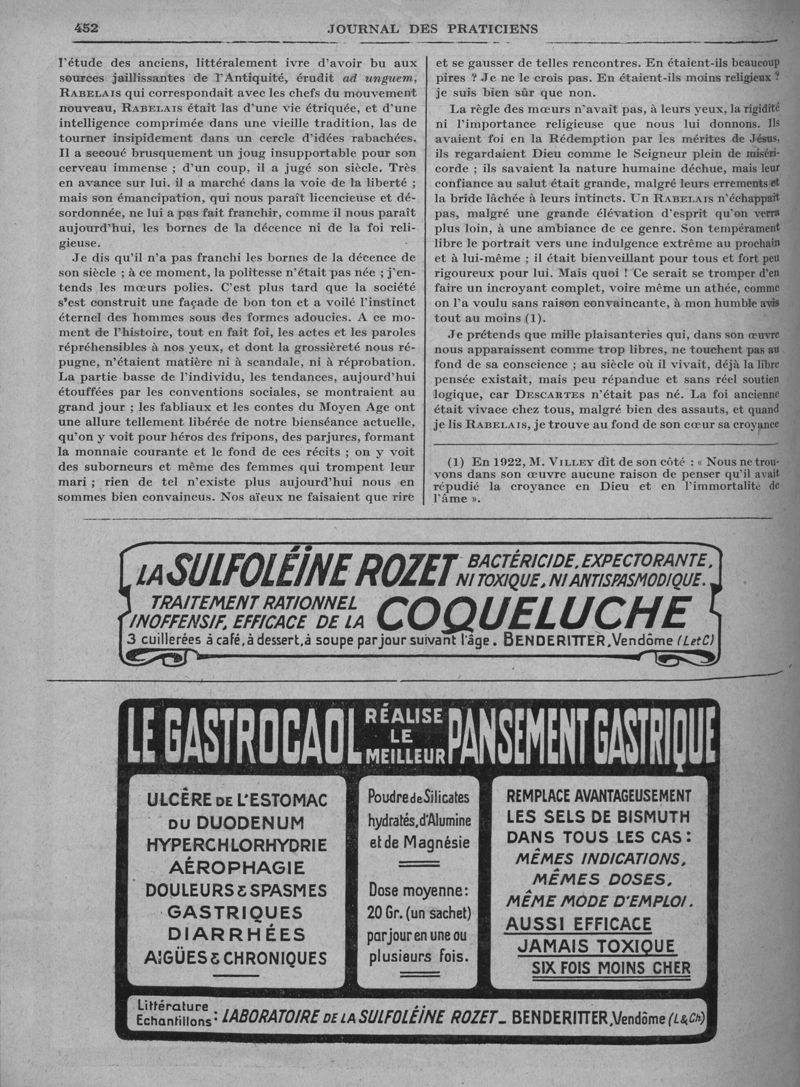 452
JOURNAL DES PRATICIENS
l'étude des anciens, littéralement ivre d'avoir bu aux
sources jaillissantes de l'Antiquité, érudit ad unguem,
RABELAIS qui correspondait avec les chefs du mouvement
nouveau, RABELAIS était las d'une vie étriquée, et d'une
intelligence comprimée dans une vieille tradition, las de
tourner insipidement dans un cercle d'idées rabachées.
Il a secoué brusquement un joug insupportable pour son
cerveau immense ; d'un coup, il a jugé son siècle. Très
en avance sur lui, il a marché dans la voie de la liberté ;
mais son émancipation, qui nous paraît licencieuse et dé-
sordonnée, ne lui a pas fait franchir, comme il nous paraît
aujourd'hui, les bornes de la décence ni de la foi reli-
gieuse.
Je dis qu'il n'a pas franchi les bornes de la décence de
son siècle ; à ce moment, la politesse n'était pas née ; j'en-
tends les mœurs polies. C'est plus tard que la société
s'est construit une façade de bon ton et a voilé l'instinct
éternel des hommes sous des formes adoucies. A ce mo-
ment de l'histoire, tout en fait foi, les actes et les paroles
répréhensibles à nos yeux, et dont la grossièreté nous ré-
pugne, n'étaient matière ni à scandale, ni à réprobation.
La partie basse de l'individu, les tendances, aujourd'hui
étouffées par les conventions sociales, se montraient au
grand jour ; les fabliaux et les contes du Moyen Age ont
une allure tellement libérée de notre bienséance actuelle,
qu'on y voit pour héros des fripons, des parjures, formant
la monnaie courante et le fond de ces récits ; on y voit
des suborneurs et même des femmes qui trompent leur
mari ; rien de tel n'existe plus aujourd'hui nous en
sommes bien convaincus. Nos aïeux ne faisaient que rire
et se gausser de telles rencontres. En étaient-ils beaucoup
pires ? Je ne le crois pas. En étaient-ils moins religieux ?
je suis bien sûr que non.
La règle des mœurs n'avait pas, à leurs yeux, la rigidité
ni l'importance religieuse que nous lui donnons. Ils
avaient foi en la Rédemption par les mérites de Jésus,
ils regardaient Dieu comme le Seigneur plein de miséri-
corde ; ils savaient la nature humaine déchue, mais leur
confiance au salut était grande, malgré leurs errements et
la bride lâchée à leurs intincts. UN RABELAIS n'échappait
pas, malgré une grande élévation d'esprit qu'on verra
plus loin, à une ambiance de ce genre. Son tempérament
libre le portrait vers une indulgence extrême au prochain
et à lui-même ; il était bienveillant pour tous et fort peu
rigoureux pour lui. Mais quoi ! Ce serait se tromper d'en
faire un incroyant complet, voire même un athée, comme
on l'a voulu sans raison convaincante, à mon humble avis
tout au moins (1).
Je prétends que mille plaisanteries qui, dans son œuvre
nous apparaissent comme trop libres, ne touchent pas au
fond de sa conscience ; au siècle où il vivait, déjà la libre
pensée existait, mais peu répandue et sans réel soutien
logique, car DESCARTES n'était pas né. La foi ancienne
était vivace chez tous, malgré bien des assauts, et quand
je lis RABELAIS, je trouve au fond de son cœur sa croyance
(1) En 1922, M. VILLEY dit de son côté : « Nous ne trou-
vons dans son œuvre aucune raison de penser qu'il avait
répudié la croyance en Dieu et en l'immortalité de
l'âme ».
LA SULFOLÉINE ROZET BACTÉRICIDE, EXPECTORANTE,
NI TOXIQUE, NI ANTISPASMODIQUE.
TRAITEMENT RATIONNEL
INOFFENSIF, EFFICACE DE LA COQUELUCHE
3 cuillerées à café, à dessert, à soupe par jour suivant l'âge. BENDERITTER, Vendôme (L et C)
LE GASTROCAOL RÉALISE LE MEILLEUR PANSEMENT GASTRIQUE
ULCÈRE DE L'ESTOMAC
DU DUODENUM
HYPERCHLORHYDRIE
AÉROPHAGIE
DOULEURS & SPASMES
GASTRIQUES
DIARRHÉES
AIGÜES & CHRONIQUES
Poudre de Silicates
hydratés, d'Alumine
et de Magnésie
Dose moyenne:
20 Gr. (un sachet)
par jour en une ou
plusieurs fois.
REMPLACE AVANTAGEUSEMENT
LES SELS DE BISMUTH
DANS TOUS LES CAS:
MÊMES INDICATIONS,
MÊMES DOSES,
MÊME MODE D'EMPLOI.
AUSSI EFFICACE
JAMAIS TOXIQUE
SIX FOIS MOINS CHER
Littérature
Echantillons: LABORATOIRE DE LA SULFOLÉINE ROZET_ BENDERITTER, Vendôme (L & Ch)